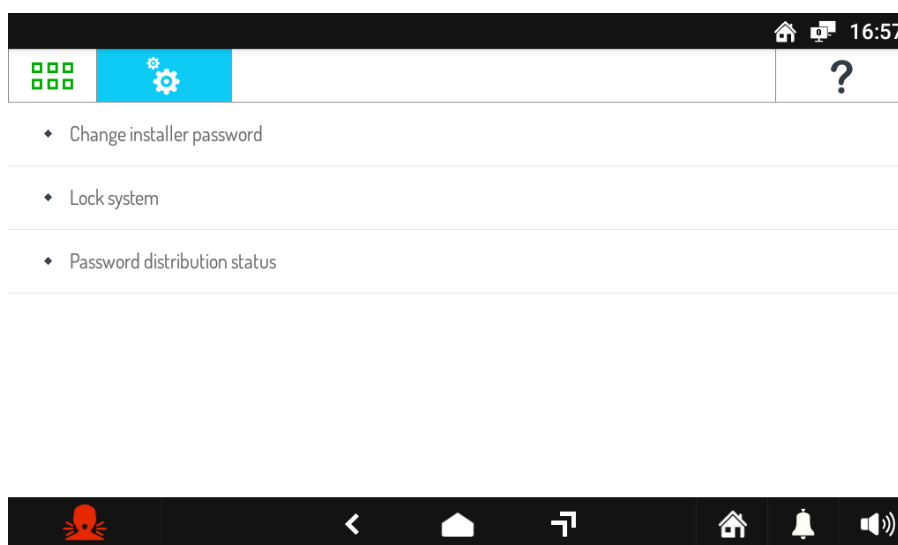 16:57
?
Change installer password
Lock system
Password distribution status